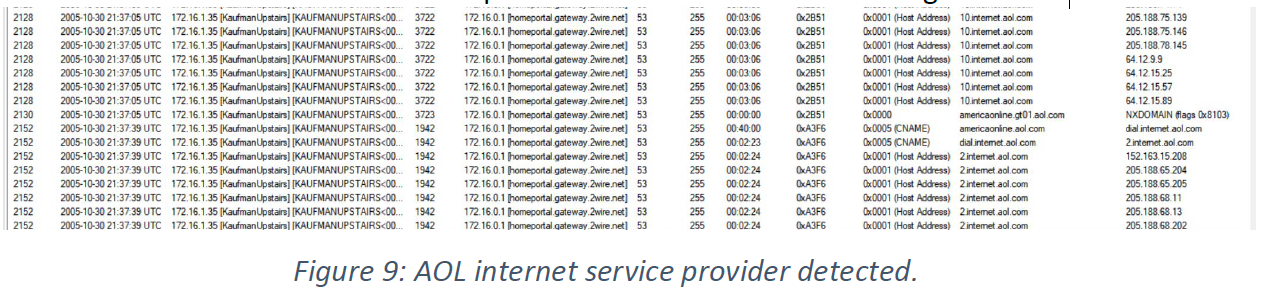 2128 2005-10-30 21:37:05 UTC 172.16.1.35 [KaufmanUpstairs] [KAUFMANUPSTAIRS<00... 3722 172.16.0.1 [homeportal.gateway.2wire.net] 53 255 00:03:06 0x2B51 0x0001 (Host Address) 205.188.75.139
2128 2005-10-30 21:37:05 UTC 172.16.1.35 [KaufmanUpstairs] [KAUFMANUPSTAIRS<00... 3722 172.16.0.1 [homeportal.gateway.2wire.net] 53 255 00:03:06 0x2B51 0x0001 (Host Address) 10.internet.aol.com 205.188.75.146
2128 2005-10-30 21:37:05 UTC 172.16.1.35 [KaufmanUpstairs] [KAUFMANUPSTAIRS<00... 3722 172.16.0.1 [homeportal.gateway.2wire.net] 53 255 00:03:06 0x2B51 0x0001 (Host Address) 10.internet.aol.com 205.188.78.145
2128 2005-10-30 21:37:05 UTC 172.16.1.35 [KaufmanUpstairs] [KAUFMANUPSTAIRS<00... 3722 172.16.0.1 [homeportal.gateway.2wire.net] 53 255 00:03:06 0x2B51 0x0001 (Host Address) 10.internet.aol.com 64.12.9.9
2128 2005-10-30 21:37:05 UTC 172.16.1.35 [KaufmanUpstairs] [KAUFMANUPSTAIRS<00... 3722 172.16.0.1 [homeportal.gateway.2wire.net] 53 255 00:03:06 0x2B51 0x0001 (Host Address) 10.internet.aol.com 64.12.15.25
2128 2005-10-30 21:37:05 UTC 172.16.1.35 [KaufmanUpstairs] [KAUFMANUPSTAIRS<00... 3722 172.16.0.1 [homeportal.gateway.2wire.net] 53 255 00:03:06 0x2B51 0x0001 (Host Address) 10.internet.aol.com 64.12.15.57
2128 2005-10-30 21:37:05 UTC 172.16.1.35 [KaufmanUpstairs] [KAUFMANUPSTAIRS<00... 3722 172.16.0.1 [homeportal.gateway.2wire.net] 53 255 00:03:06 0x2B51 0x0001 (Host Address) 10.internet.aol.com 64.12.15.89
2130 2005-10-30 21:37:05 UTC 172.16.1.35 [KaufmanUpstairs] [KAUFMANUPSTAIRS<00... 3723 172.16.0.1 [homeportal.gateway.2wire.net] 53 255 00:00:00 0x2B51 0x0000 americaonline.gt01.aol.com NXDOMAIN (flags 0x8103)
2152 2005-10-30 21:37:39 UTC 172.16.1.35 [KaufmanUpstairs] [KAUFMANUPSTAIRS<00... 1942 172.16.0.1 [homeportal.gateway.2wire.net] 53 255 00:40:00 0xA3F6 0x0005 (CNAME) americaonline.aol.com dial.internet.aol.com
2152 2005-10-30 21:37:39 UTC 172.16.1.35 [KaufmanUpstairs] [KAUFMANUPSTAIRS<00... 1942 172.16.0.1 [homeportal.gateway.2wire.net] 53 255 00:02:23 0xA3F6 0x0005 (CNAME) dial.internet.aol.com 2.internet.aol.com
2152 2005-10-30 21:37:39 UTC 172.16.1.35 [KaufmanUpstairs] [KAUFMANUPSTAIRS<00... 1942 172.16.0.1 [homeportal.gateway.2wire.net] 53 255 00:02:24 0xA3F6 0x0001 (Host Address) 2.internet.aol.com 152.163.15.208
2152 2005-10-30 21:37:39 UTC 172.16.1.35 [KaufmanUpstairs] [KAUFMANUPSTAIRS<00... 1942 172.16.0.1 [homeportal.gateway.2wire.net] 53 255 00:02:24 0xA3F6 0x0001 (Host Address) 2.internet.aol.com 205.188.65.204
2152 2005-10-30 21:37:39 UTC 172.16.1.35 [KaufmanUpstairs] [KAUFMANUPSTAIRS<00... 1942 172.16.0.1 [homeportal.gateway.2wire.net] 53 255 00:02:24 0xA3F6 0x0001 (Host Address) 2.internet.aol.com 205.188.65.205
2152 2005-10-30 21:37:39 UTC 172.16.1.35 [KaufmanUpstairs] [KAUFMANUPSTAIRS<00... 1942 172.16.0.1 [homeportal.gateway.2wire.net] 53 255 00:02:24 0xA3F6 0x0001 (Host Address) 2.internet.aol.com 205.188.68.11
2152 2005-10-30 21:37:39 UTC 172.16.1.35 [KaufmanUpstairs] [KAUFMANUPSTAIRS<00... 1942 172.16.0.1 [homeportal.gateway.2wire.net] 53 255 00:02:24 0xA3F6 0x0001 (Host Address) 2.internet.aol.com 205.188.68.13
2152 2005-10-30 21:37:39 UTC 172.16.1.35 [KaufmanUpstairs] [KAUFMANUPSTAIRS<00... 1942 172.16.0.1 [homeportal.gateway.2wire.net] 53 255 00:02:24 0xA3F6 0x0001 (Host Address) 2.internet.aol.com 205.188.68.202
Figure 9: AOL internet service provider detected.